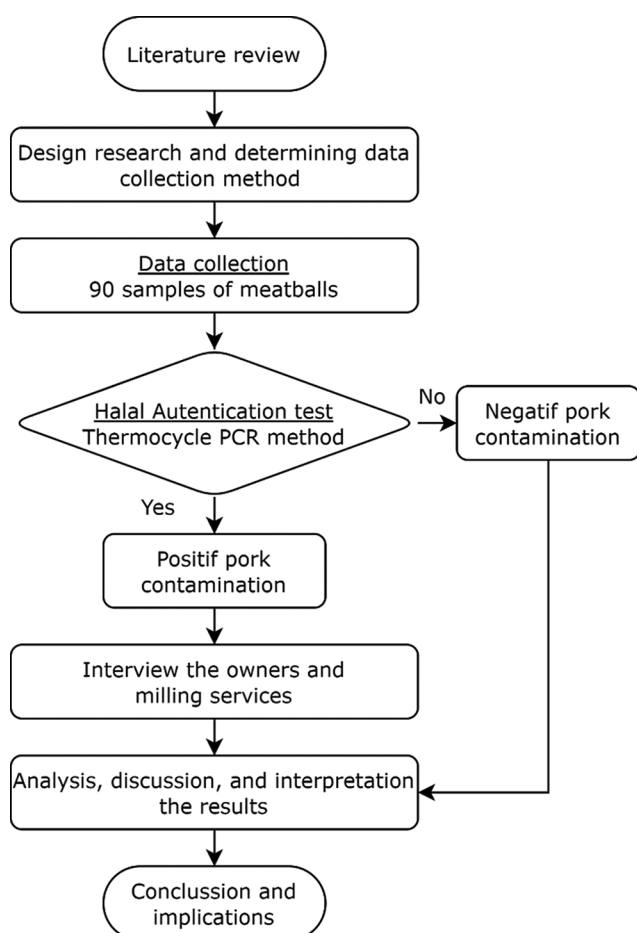 Literature review
Design research and determining data
collection method
Data collection
90 samples of meatballs
Halal Autentication test
Thermocycle PCR method
No
Negatif pork
contamination
Yes
Positif pork
contamination
Interview the owners and
milling services
Analysis, discussion, and interpretation
the results
Conclussion and
implications